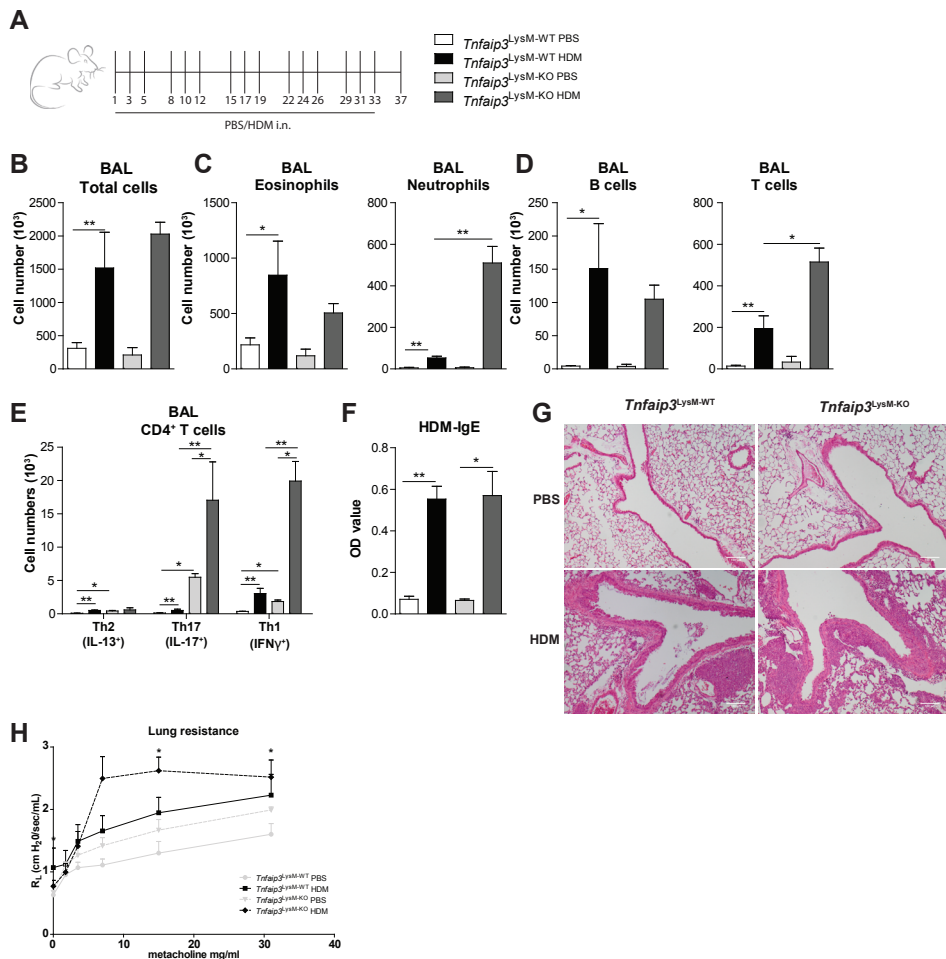 A
Tnfaip3LysM-WT PBS
Tnfaip3LysM-WT HDM
Tnfaip3LysM-KO PBS
Tnfaip3LysM-KO HDM
1 3 5 8 10 12 15 17 19 22 24 26 29 31 33 37
PBS/HDM i.n.
B
BAL
Total cells
Cell number (10³)
2500
2000
1500
1000
500
0
**
C
BAL
Eosinophils
Cell number (10³)
1500
1000
500
0
*
BAL
Neutrophils
800
600
400
200
0
**
**
D
BAL
B cells
Cell number (10³)
250
200
150
100
50
0
*
BAL
T cells
800
600
400
200
0
**
*
E
BAL
CD4⁺ T cells
Cell numbers (10³)
25
20
15
10
5
0
*
**
**
*
*
**
**
*
*
**
Th2 Th17 Th1
(IL-13⁺) (IL-17⁺) (IFNγ⁺)
F
HDM-IgE
OD value
0.8
0.6
0.4
0.2
0.0
**
*
G
Tnfaip3LysM-WT Tnfaip3LysM-KO
PBS
HDM
H
Lung resistance
R_L (cm H₂0/sec/mL)
3
2
1
0
*
*
*
0 10 20 30 40
metacholine mg/ml
Tnfaip3LysM-WT PBS
Tnfaip3LysM-WT HDM
Tnfaip3LysM-KO PBS
Tnfaip3LysM-KO HDM